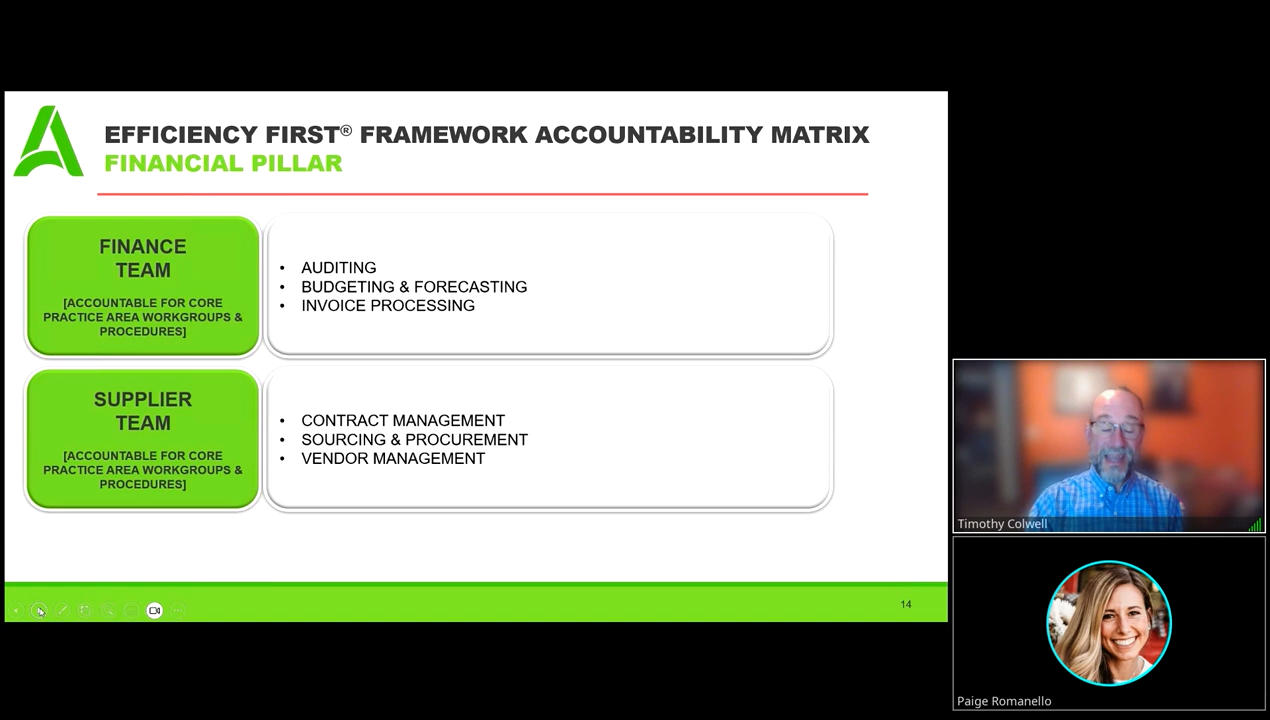 EFFICIENCY FIRST® FRAMEWORK ACCOUNTABILITY MATRIX
FINANCIAL PILLAR
FINANCE
TEAM
[ACCOUNTABLE FOR CORE
PRACTICE AREA WORKGROUPS &
PROCEDURES]
• AUDITING
• BUDGETING & FORECASTING
• INVOICE PROCESSING
SUPPLIER
TEAM
[ACCOUNTABLE FOR CORE
PRACTICE AREA WORKGROUPS &
PROCEDURES]
• CONTRACT MANAGEMENT
• SOURCING & PROCUREMENT
• VENDOR MANAGEMENT
14
Timothy Colwell
Paige Romanello